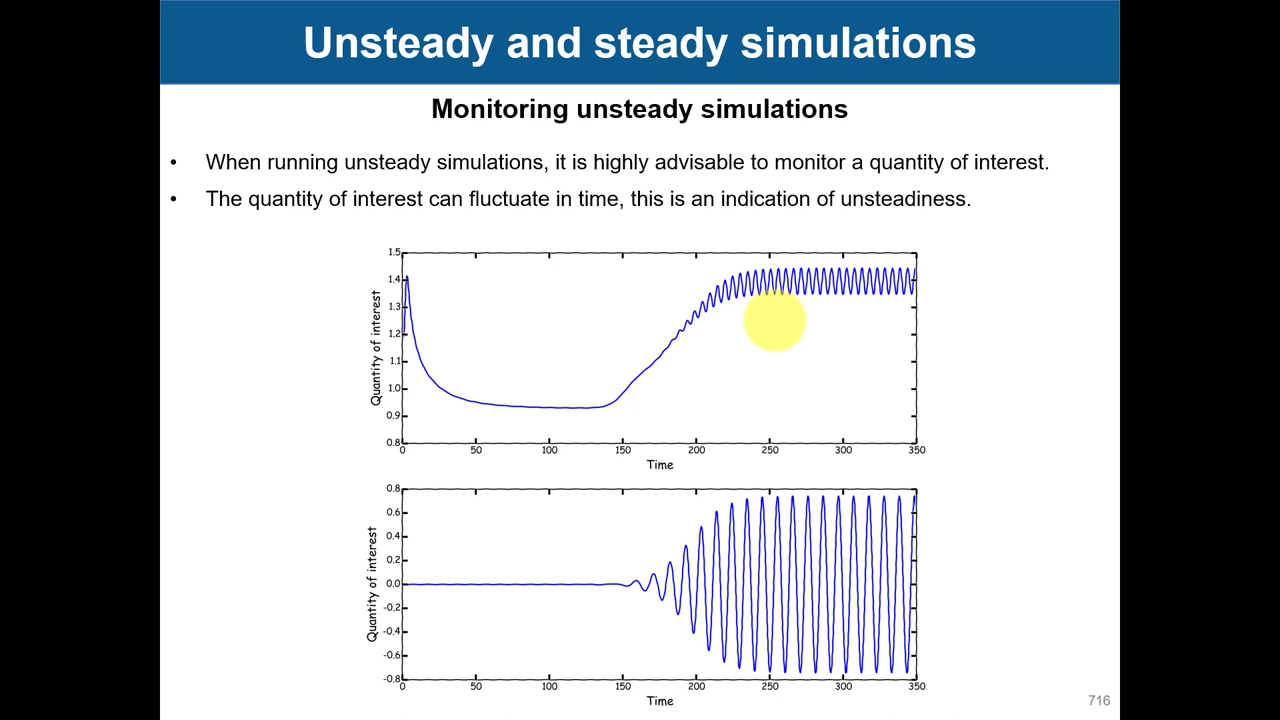 Unsteady and steady simulations
Monitoring unsteady simulations
• When running unsteady simulations, it is highly advisable to monitor a quantity of interest.
• The quantity of interest can fluctuate in time, this is an indication of unsteadiness.
Quantity of interest
1.5
1.4
1.3
1.2
1.1
1.0
0.9
0.8
0 50 100 150 200 250 300 350
Time
Quantity of interest
0.8
0.6
0.4
0.2
0.0
-0.2
-0.4
-0.6
-0.8
0 50 100 150 200 250 300 350
Time
716